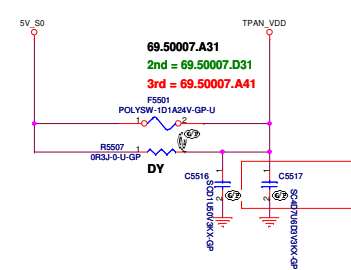 5V_S0
TPAN_VDD
69.50007.A31
2nd = 69.50007.D31
3rd = 69.50007.A41
F5501
POLYSW-1D1A24V-GP-U
1
2
R5507
1
2
0R3J-0-U-GP
DY
C5516
C5517
1
2
1
2
SCD1U50V3KX-GP
SC4D7U6D3V3KX-GP